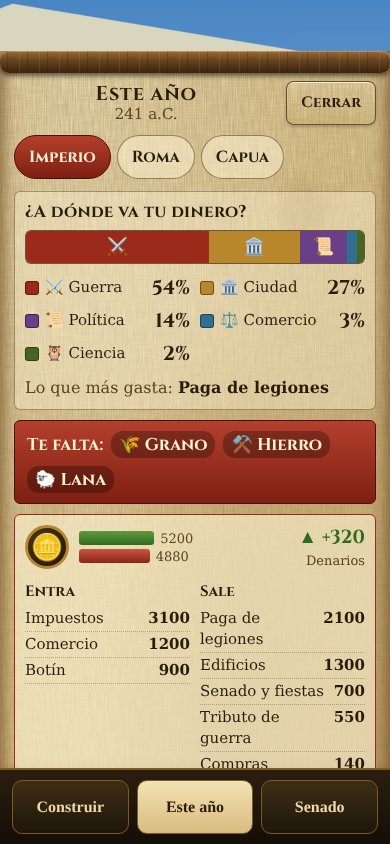 Este año
241 a.C.
Cerrar
Imperio
Roma
Capua
¿A dónde va tu dinero?
Guerra 54%
Ciudad 27%
Política 14%
Comercio 3%
Ciencia 2%
Lo que más gasta: Paga de legiones
Te falta: Grano Hierro
Lana
5200
4880
▲ +320
Denarios
Entra
Impuestos 3100
Comercio 1200
Botín 900
Sale
Paga de legiones 2100
Edificios 1300
Senado y fiestas 700
Tributo de guerra 550
Compras 140
Construir
Este año
Senado